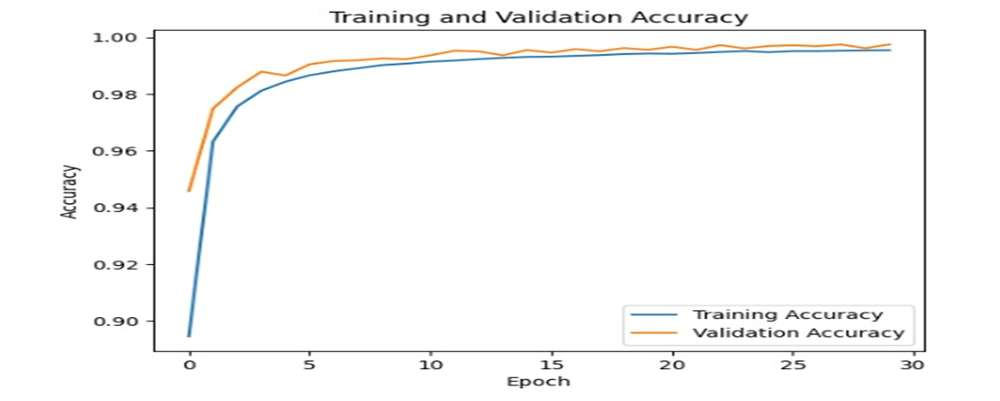 Training and Validation Accuracy
1.00
0.98
0.96
0.94
0.92
0.90
Accuracy
Training Accuracy
Validation Accuracy
0 5 10 15 20 25 30
Epoch